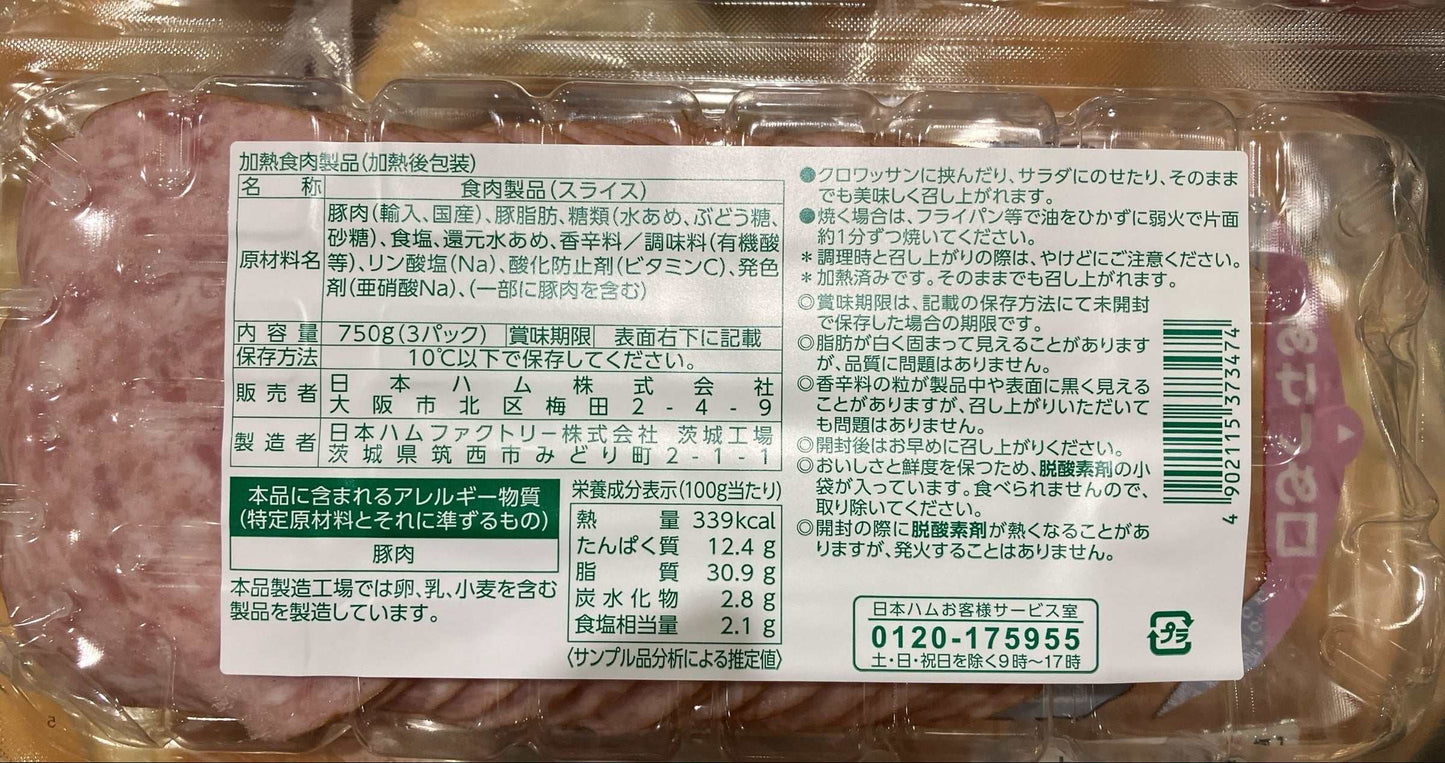 加熱食肉製品(加熱後包装)
名 称 食肉製品(スライス)
原材料名 豚肉(輸入、国産)、豚脂肪、糖類(水あめ、ぶどう糖、
砂糖)、食塩、還元水あめ、香辛料／調味料(有機酸
等)、リン酸塩(Na)、酸化防止剤(ビタミンC)、発色
剤(亜硝酸Na)、(一部に豚肉を含む)
内容量 750g(3パック) 賞味期限 表面右下に記載
保存方法 10℃以下で保存してください。
販売者 日本ハム株式会社
大阪市北区梅田2-4-9
製造者 日本ハムファクトリー株式会社 茨城工場
茨城県筑西市みどり町2-1-1
本品に含まれるアレルギー物質
(特定原材料とそれに準ずるもの)
豚肉
本品製造工場では卵、乳、小麦を含む
製品を製造しています。
栄養成分表示(100g当たり)
熱量 339kcal
たんぱく質 12.4 g
脂質 30.9 g
炭水化物 2.8 g
食塩相当量 2.1 g
〈サンプル品分析による推定値〉
●クロワッサンに挟んだり、サラダにのせたり、そのまま
でも美味しく召し上がれます。
●焼く場合は、フライパン等で油をひかずに弱火で片面
約1分ずつ焼いてください。
＊調理時と召し上がりの際は、やけどにご注意ください。
＊加熱済みです。そのままでも召し上がれます。
◎賞味期限は、記載の保存方法にて未開封
で保存した場合の期限です。
◎脂肪が白く固まって見えることがあります
が、品質に問題はありません。
◎香辛料の粒が製品中や表面に黒く見える
ことがありますが、召し上がりいただいて
も問題はありません。
◎開封後はお早めに召し上がりください。
◎おいしさと鮮度を保つため、脱酸素剤の小
袋が入っています。食べられませんので、
取り除いてください。
◎開封の際に脱酸素剤が熱くなることがあ
りますが、発火することはありません。
4 902115 373474
日本ハムお客様サービス室
0120-175955
土・日・祝日を除く9時～17時
プラ
あけしめ口
5